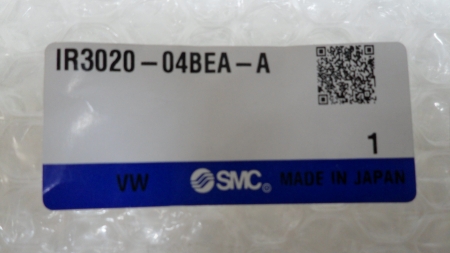 IR3020-04BEA-A
1
VW SMC MADE IN JAPAN